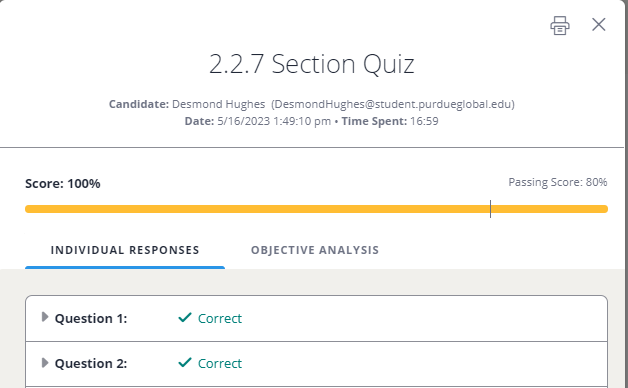 2.2.7 Section Quiz
Candidate: Desmond Hughes (DesmondHughes@student.purdueglobal.edu)
Date: 5/16/2023 1:49:10 pm • Time Spent: 16:59
Score: 100%
Passing Score: 80%
INDIVIDUAL RESPONSES
OBJECTIVE ANALYSIS
Question 1: Correct
Question 2: Correct